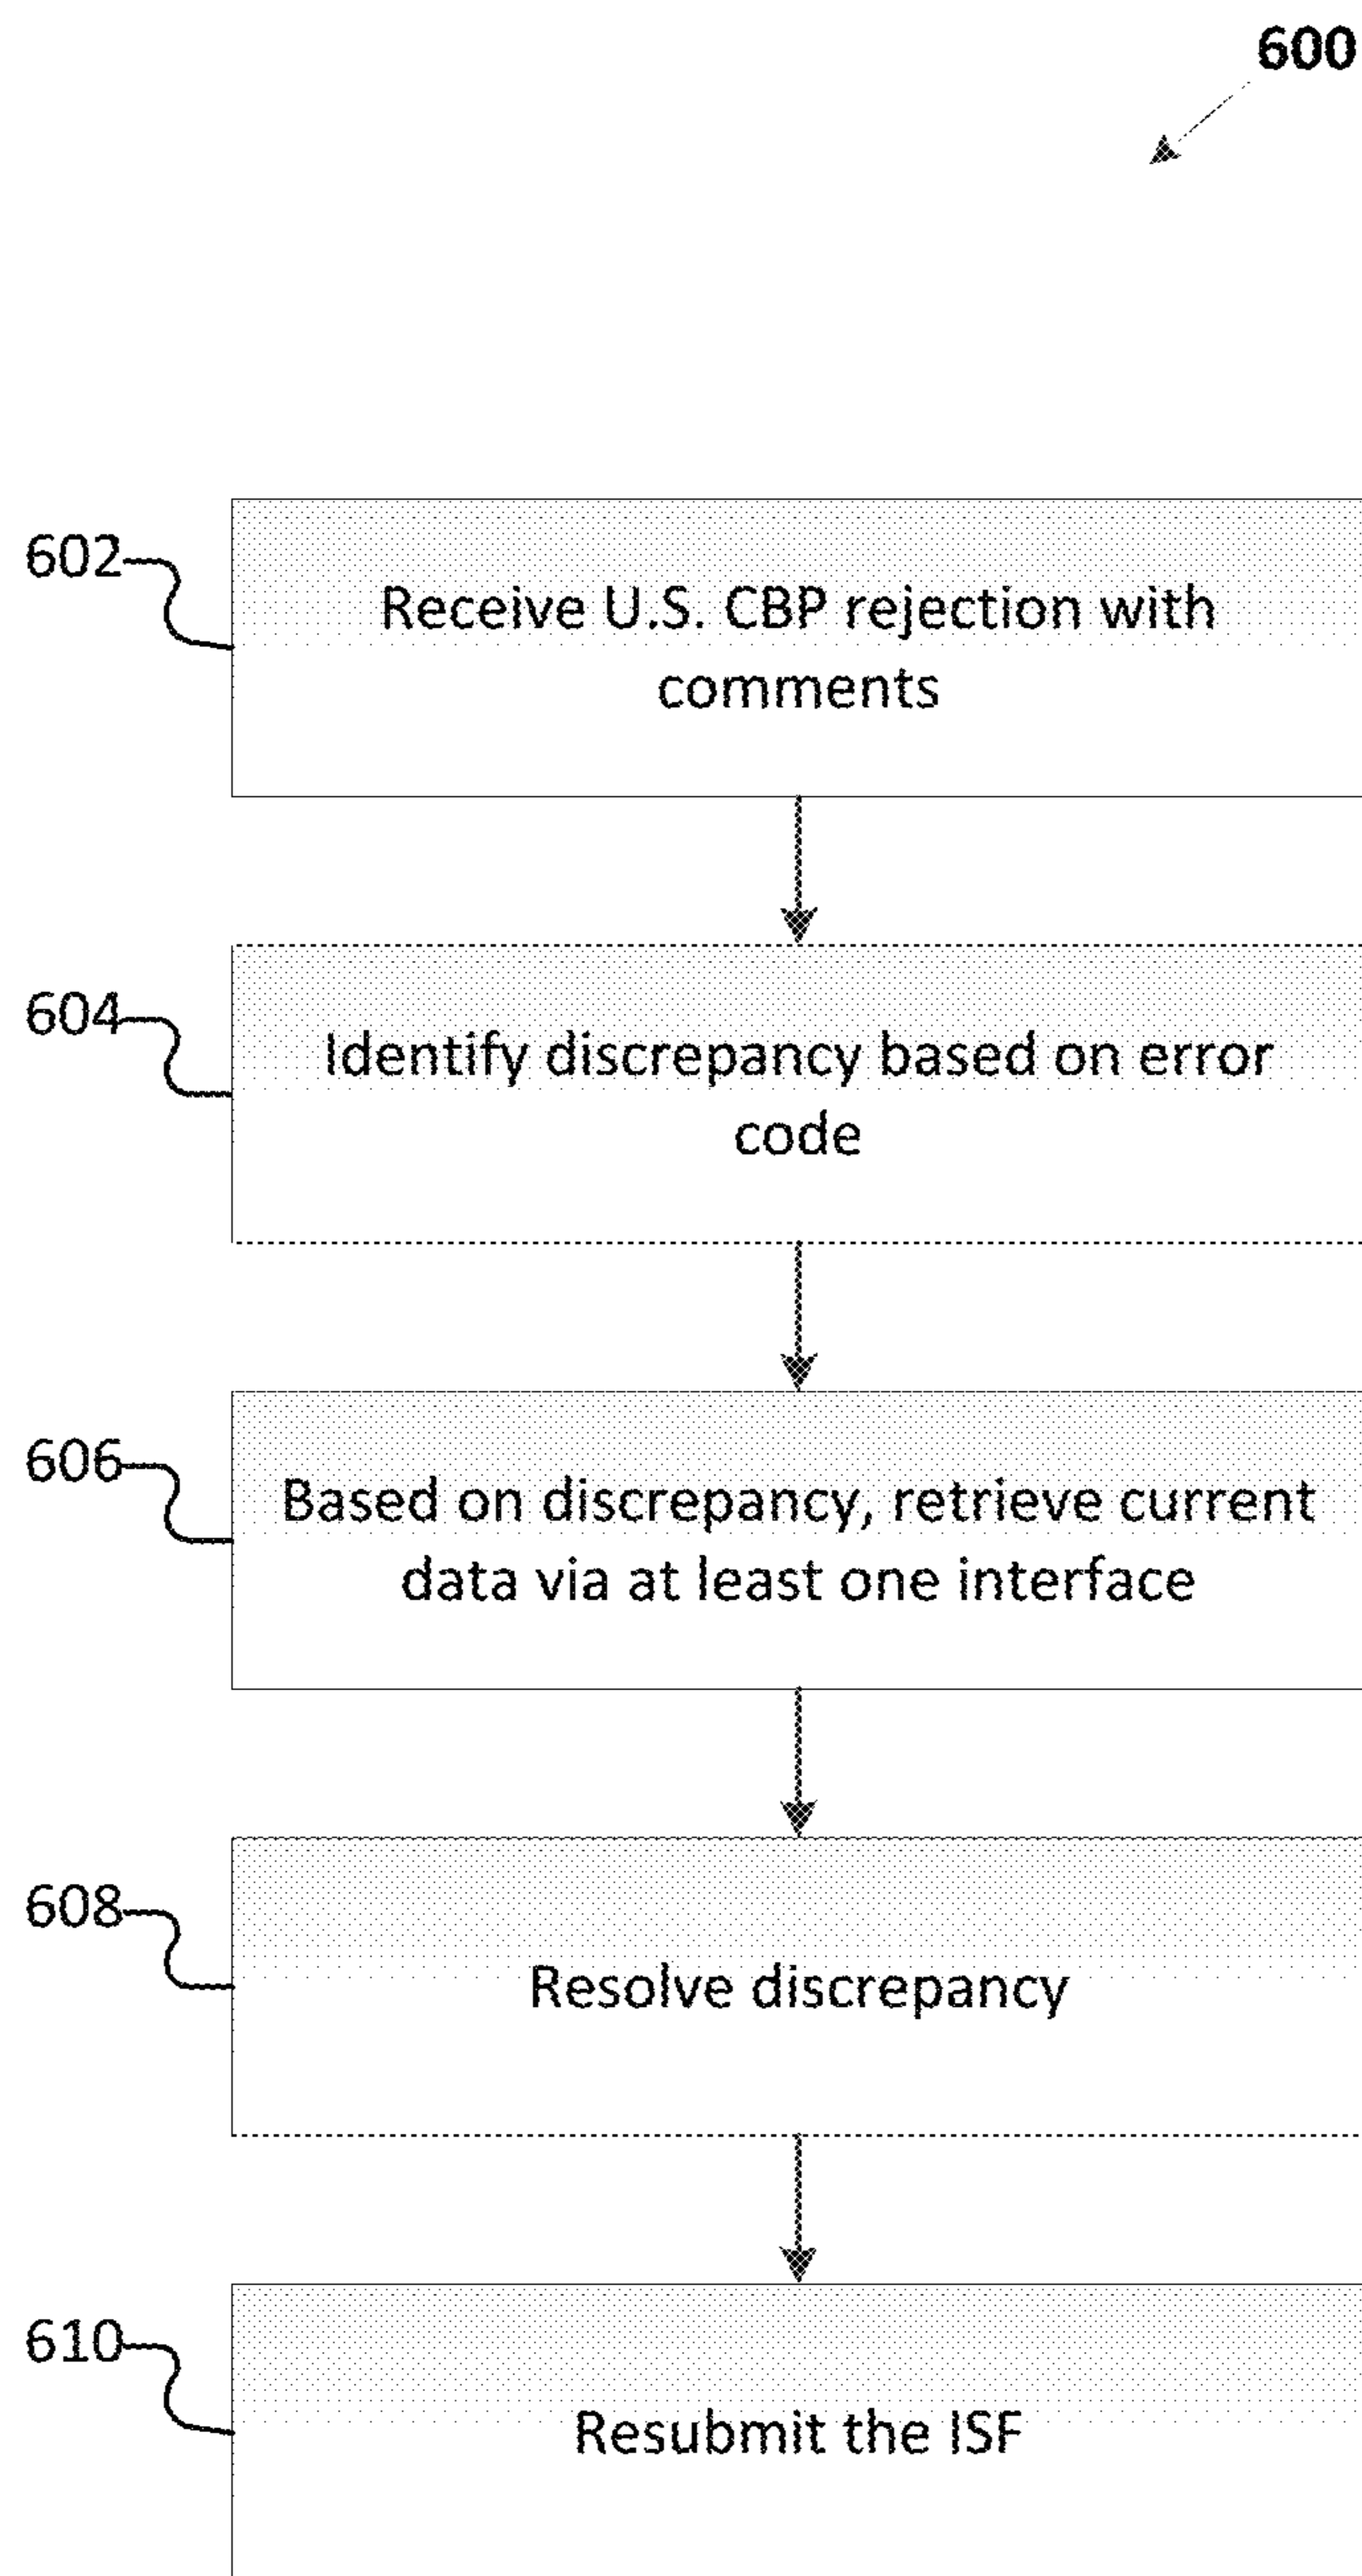 600
602
Receive U.S. CBP rejection with
comments
604
Identify discrepancy based on error
code
606
Based on discrepancy, retrieve current
data via at least one interface
608
Resolve discrepancy
610
Resubmit the ISF